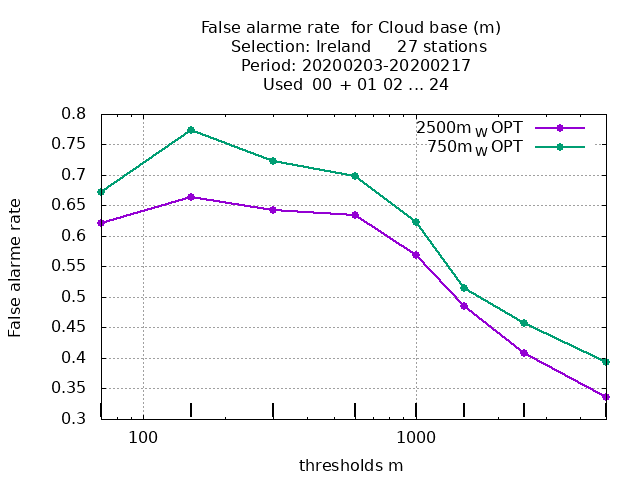 False alarme rate  for Cloud base (m)
Selection: Ireland     27 stations
Period: 20200203-20200217
Used  00 + 01 02 ... 24
2500m W OPT
750m W OPT
0.8
0.75
0.7
0.65
0.6
0.55
0.5
0.45
0.4
0.35
0.3
False alarme rate
100
1000
thresholds m